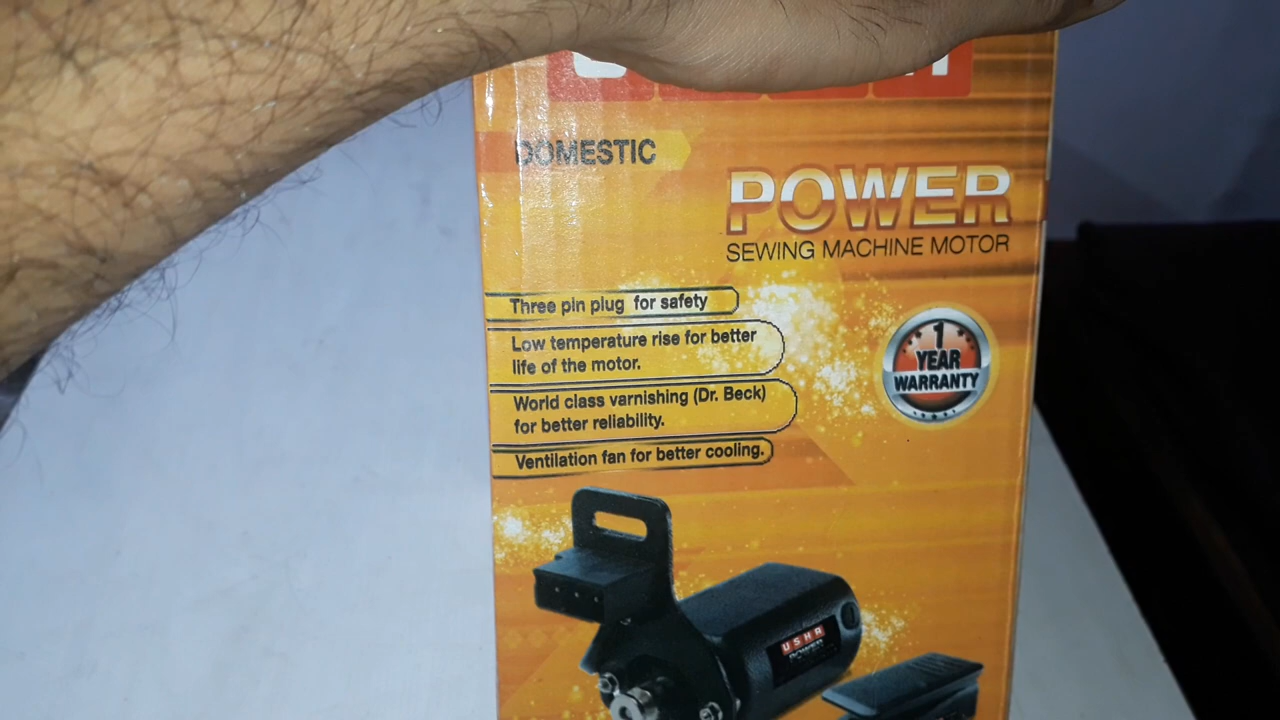 DOMESTIC
POWER
SEWING MACHINE MOTOR
Three pin plug for safety
Low temperature rise for better
life of the motor.
World class varnishing (Dr. Beck)
for better reliability.
Ventilation fan for better cooling.
1
YEAR
WARRANTY
USHA
POWER